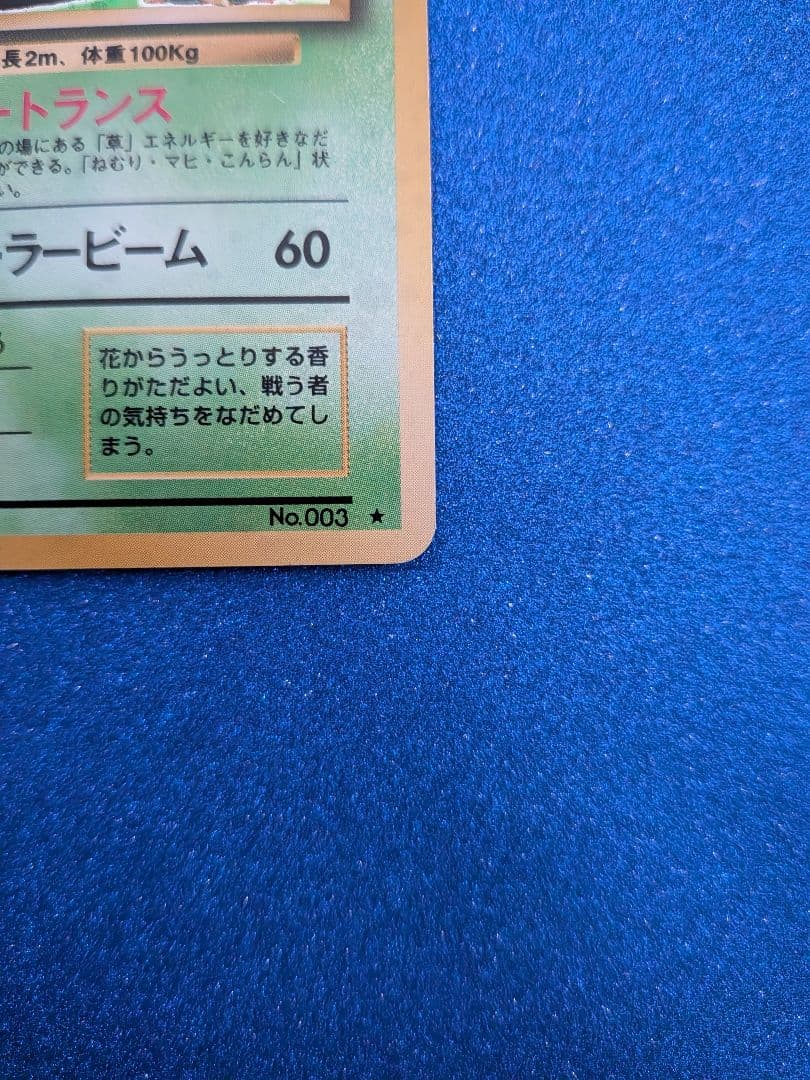 長2m、体重100Kg
ートランス
の場にある「草」エネルギーを好きなだ
ができる。「ねむり・マヒ・こんらん」状
い。
ーラービーム 60
花からうっとりする香
りがただよい、戦う者
の気持ちをなだめてし
まう。
No.003 ★